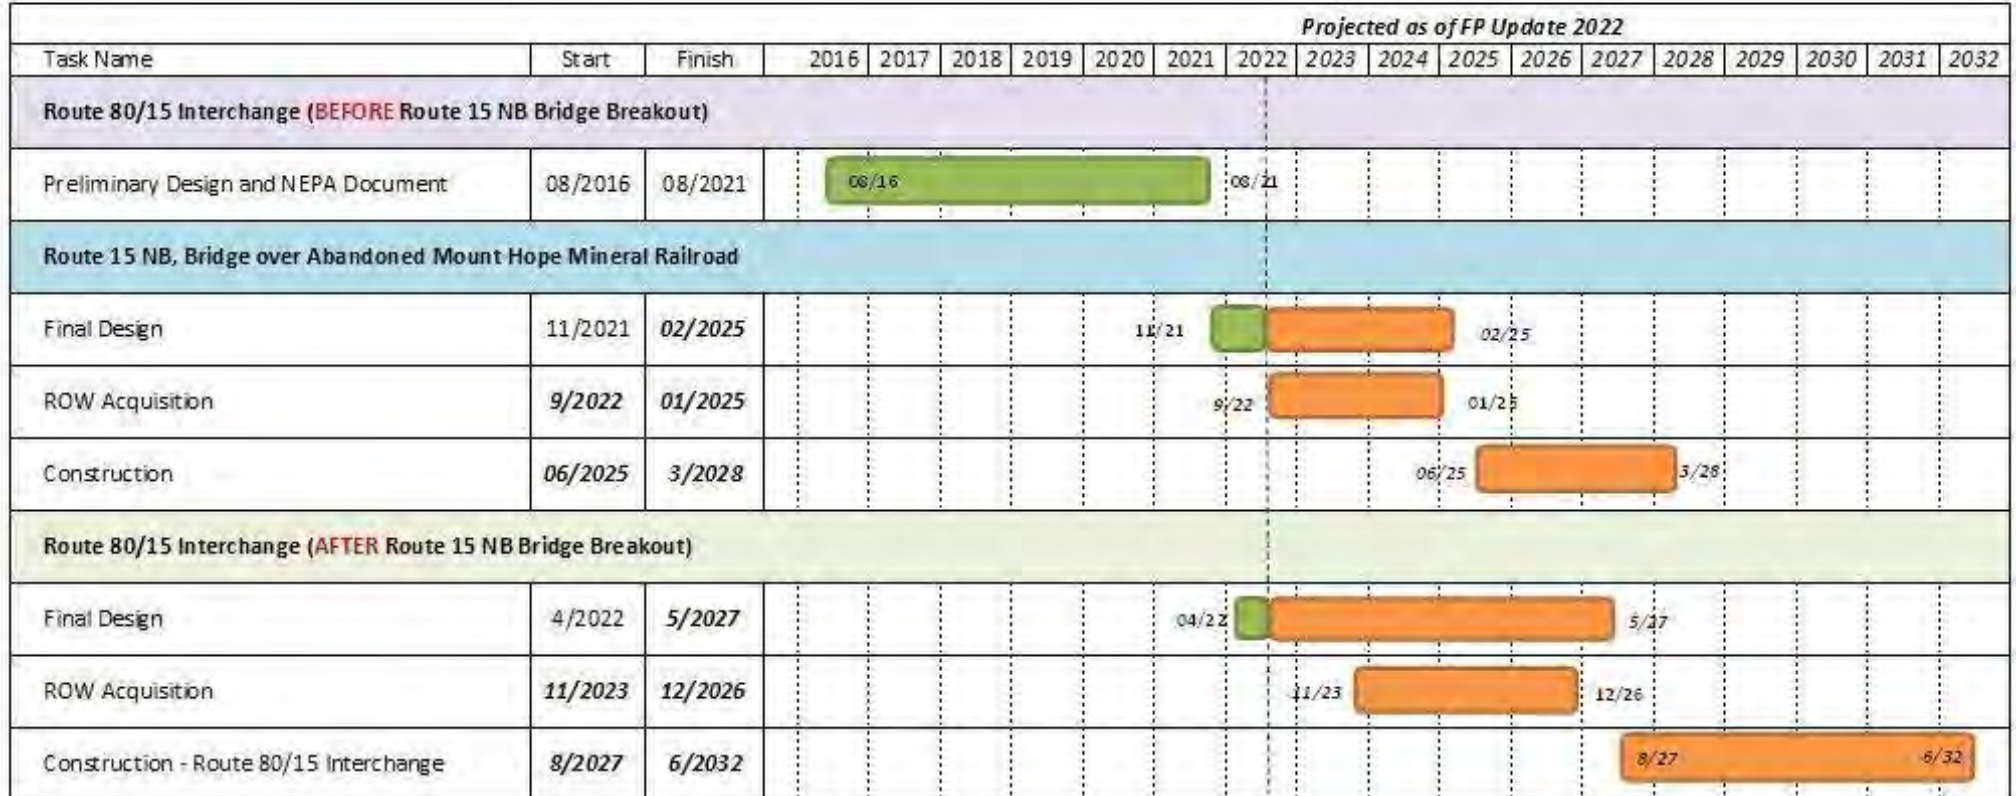 Projected as of FP Update 2022
Task Name Start Finish 2016 2017 2018 2019 2020 2021 2022 2023 2024 2025 2026 2027 2028 2029 2030 2031 2032
Route 80/15 Interchange (BEFORE Route 15 NB Bridge Breakout)
Preliminary Design and NEPA Document 08/2016 08/2021 08/16 08/21
Route 15 NB, Bridge over Abandoned Mount Hope Mineral Railroad
Final Design 11/2021 02/2025 11/21 02/25
ROW Acquisition 9/2022 01/2025 9/22 01/25
Construction 06/2025 3/2028 06/25 3/28
Route 80/15 Interchange (AFTER Route 15 NB Bridge Breakout)
Final Design 4/2022 5/2027 04/22 5/27
ROW Acquisition 11/2023 12/2026 11/23 12/26
Construction - Route 80/15 Interchange 8/2027 6/2032 8/27 6/32